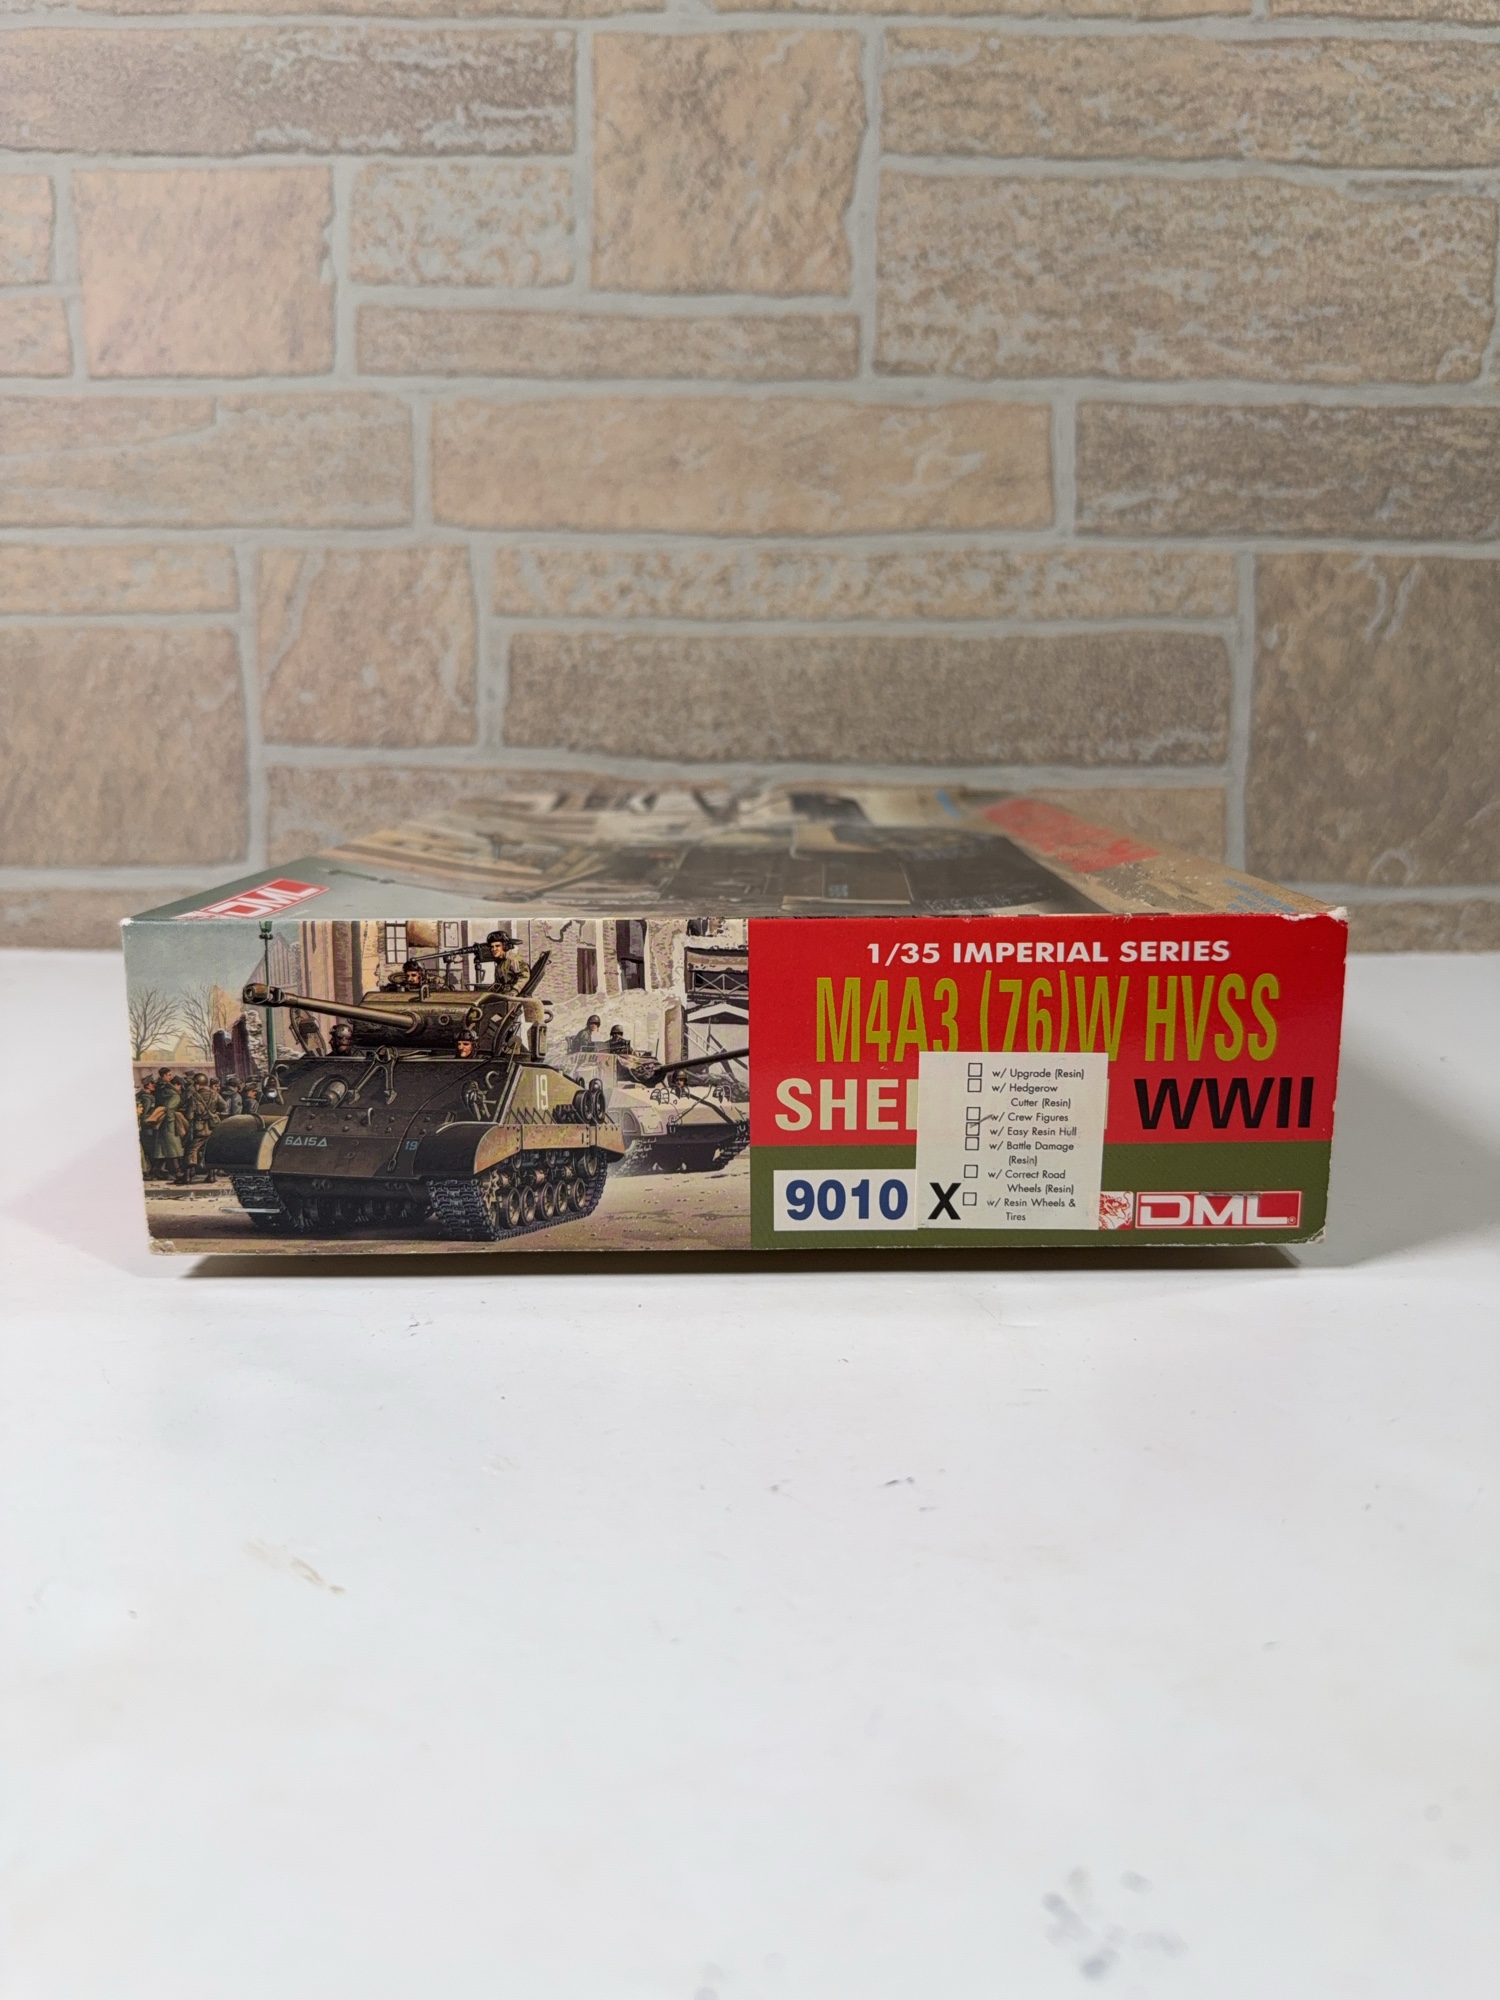 DML
1/35 IMPERIAL SERIES
M4A3 (76)W HVSS
SHE
WWII
w/ Upgrade (Resin)
w/ Hedgerow
Cutter (Resin)
w/ Crew Figures
w/ Easy Resin Hull
w/ Battle Damage
(Resin)
w/ Correct Road
Wheels (Resin)
w/ Resin Wheels &
Tires
9010 X
DML
19
6Δ15Δ
19